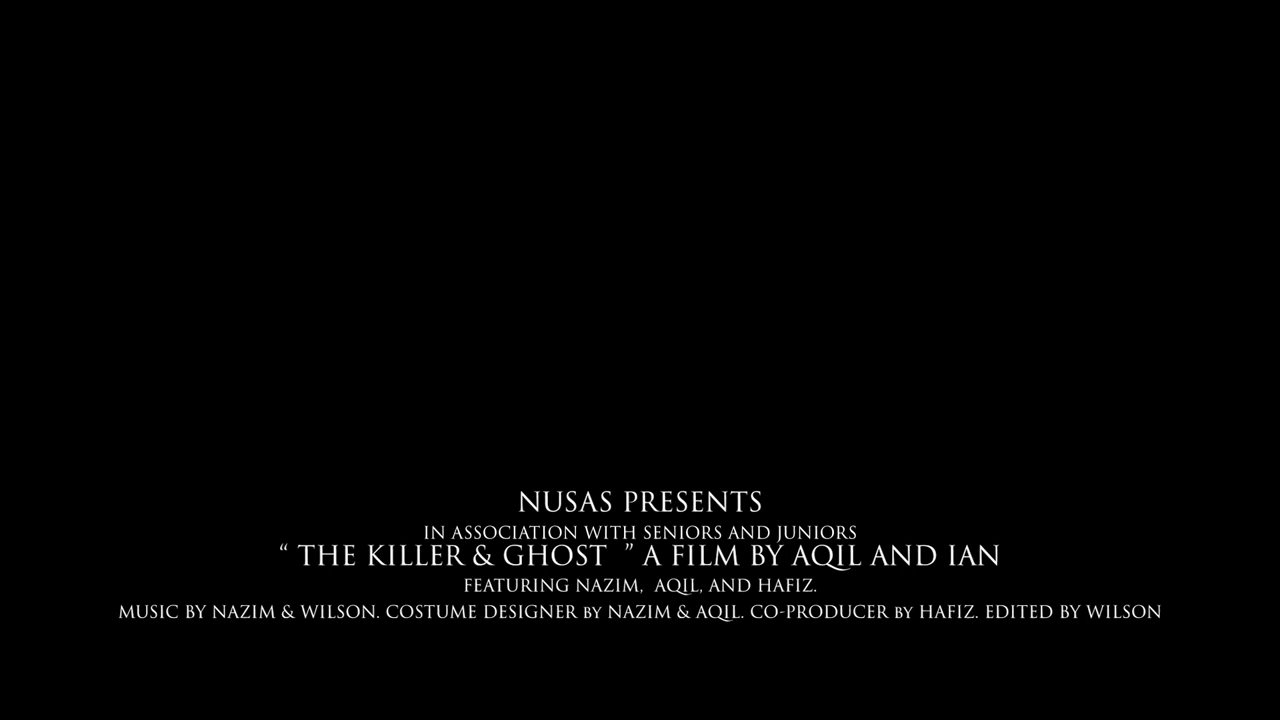 NUSAS PRESENTS
IN ASSOCIATION WITH SENIORS AND JUNIORS
“ THE KILLER & GHOST ” A FILM BY AQIL AND IAN
FEATURING NAZIM, AQIL, AND HAFIZ.
MUSIC BY NAZIM & WILSON. COSTUME DESIGNER BY NAZIM & AQIL. CO-PRODUCER BY HAFIZ. EDITED BY WILSON